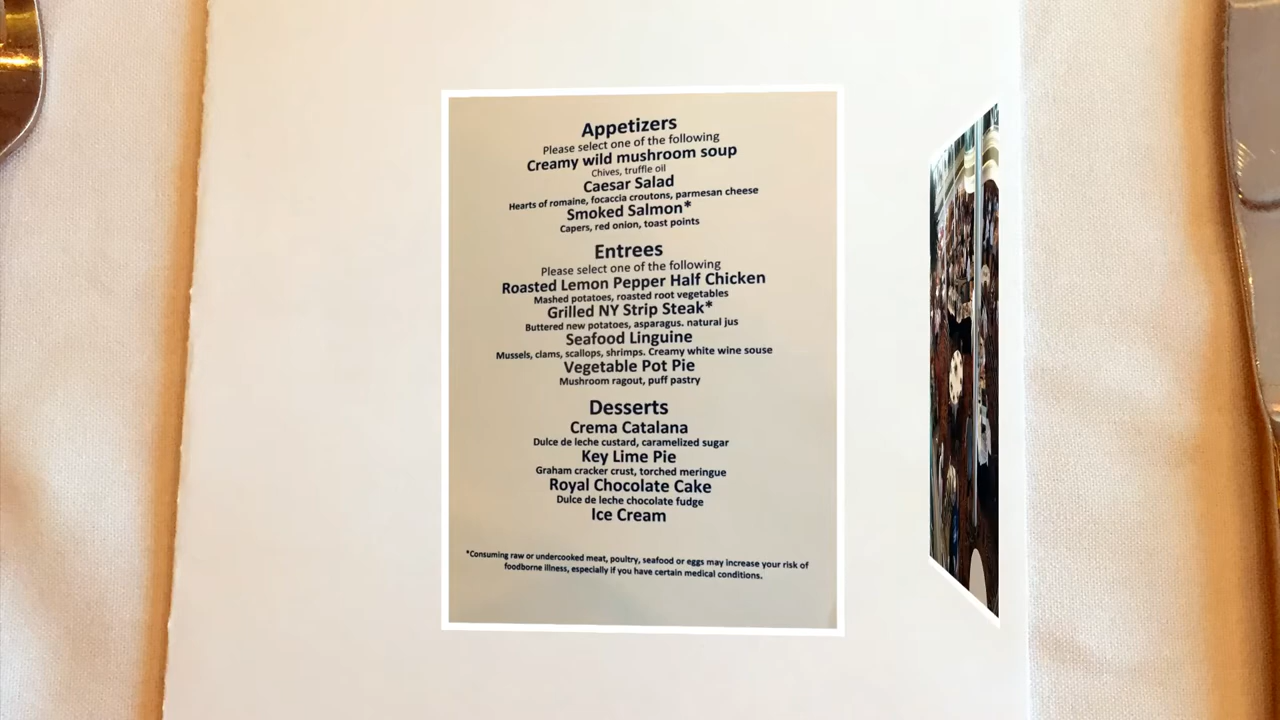 Appetizers
Please select one of the following
Creamy wild mushroom soup
Chives, truffle oil
Caesar Salad
Hearts of romaine, focaccia croutons, parmesan cheese
Smoked Salmon*
Capers, red onion, toast points
Entrees
Please select one of the following
Roasted Lemon Pepper Half Chicken
Mashed potatoes, roasted root vegetables
Grilled NY Strip Steak*
Buttered new potatoes, asparagus. natural jus
Seafood Linguine
Mussels, clams, scallops, shrimps. Creamy white wine souse
Vegetable Pot Pie
Mushroom ragout, puff pastry
Desserts
Crema Catalana
Dulce de leche custard, caramelized sugar
Key Lime Pie
Graham cracker crust, torched meringue
Royal Chocolate Cake
Dulce de leche chocolate fudge
Ice Cream
*Consuming raw or undercooked meat, poultry, seafood or eggs may increase your risk of
foodborne illness, especially if you have certain medical conditions.